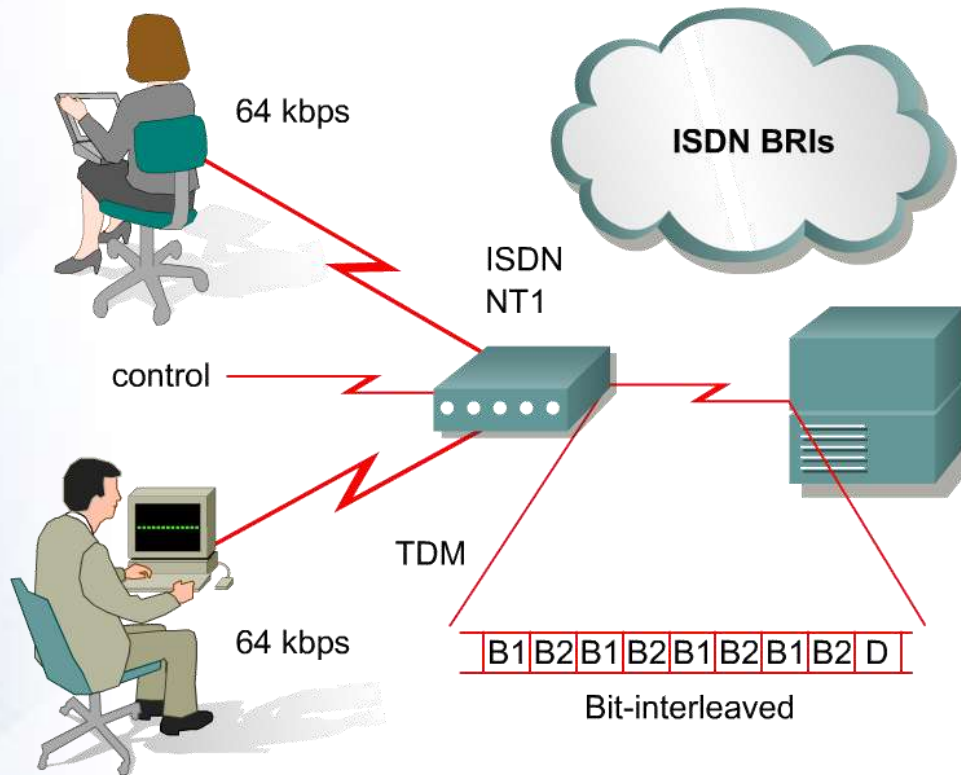 64 kbps
ISDN BRIs
ISDN
NT1
control
TDM
64 kbps
B1 B2 B1 B2 B1 B2 B1 B2 D
Bit-interleaved